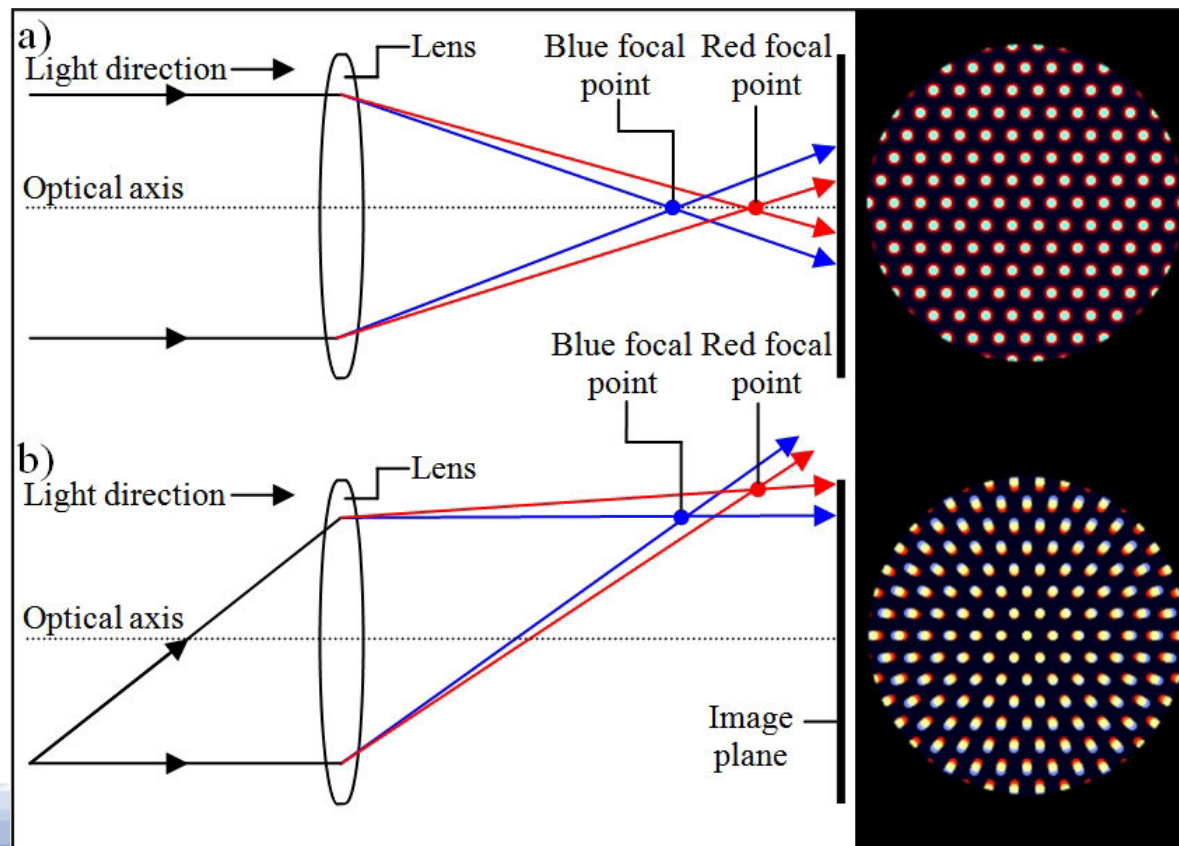 a)
Light direction
Lens
Blue focal
point
Red focal
point
Optical axis
Blue focal
point
Red focal
point
b)
Light direction
Lens
Optical axis
Image
plane